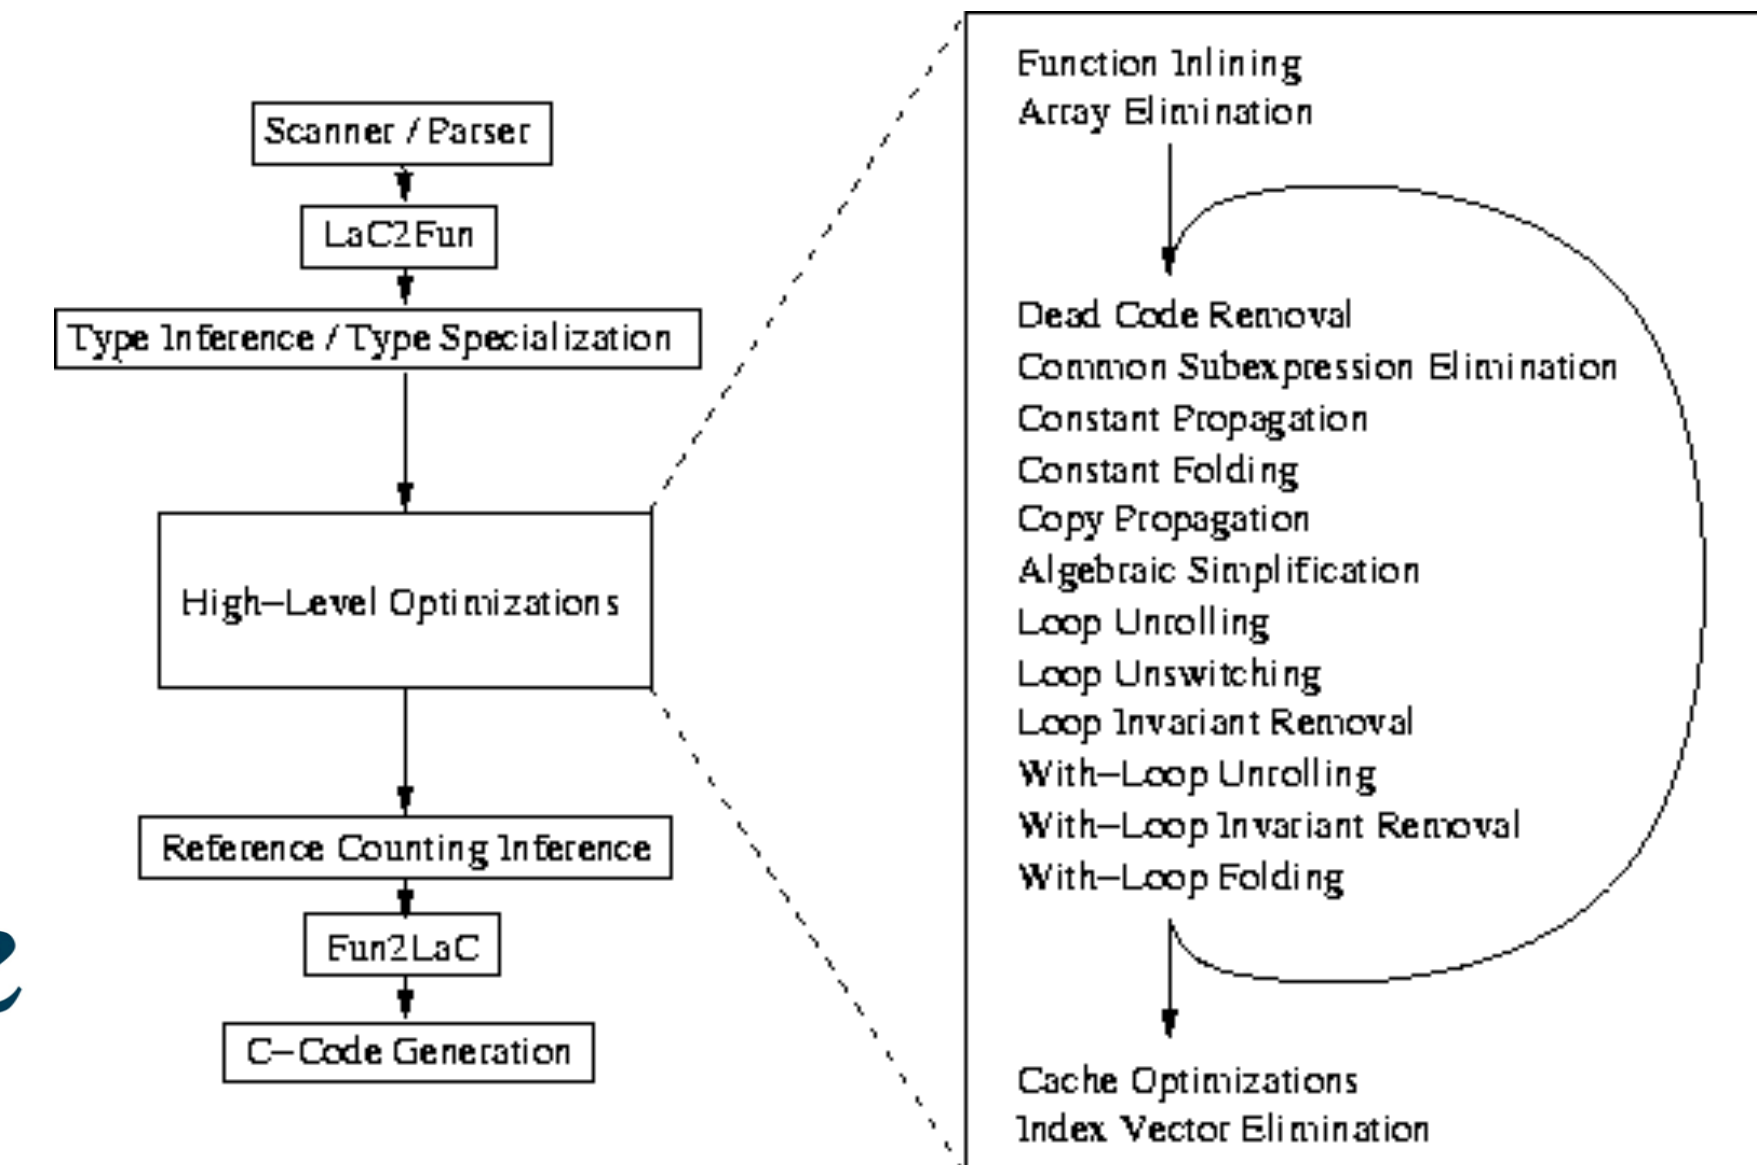 Scanner / Parser
LaC2Fun
Type Inference / Type Specialization
High–Level Optimizations
Reference Counting Inference
Fun2LaC
C–Code Generation
Function Inlining
Array Elimination
Dead Code Removal
Common Subexpression Elimination
Constant Propagation
Constant Folding
Copy Propagation
Algebraic Simplification
Loop Unrolling
Loop Unswitching
Loop Invariant Removal
With–Loop Unrolling
With–Loop Invariant Removal
With–Loop Folding
Cache Optimizations
Index Vector Elimination